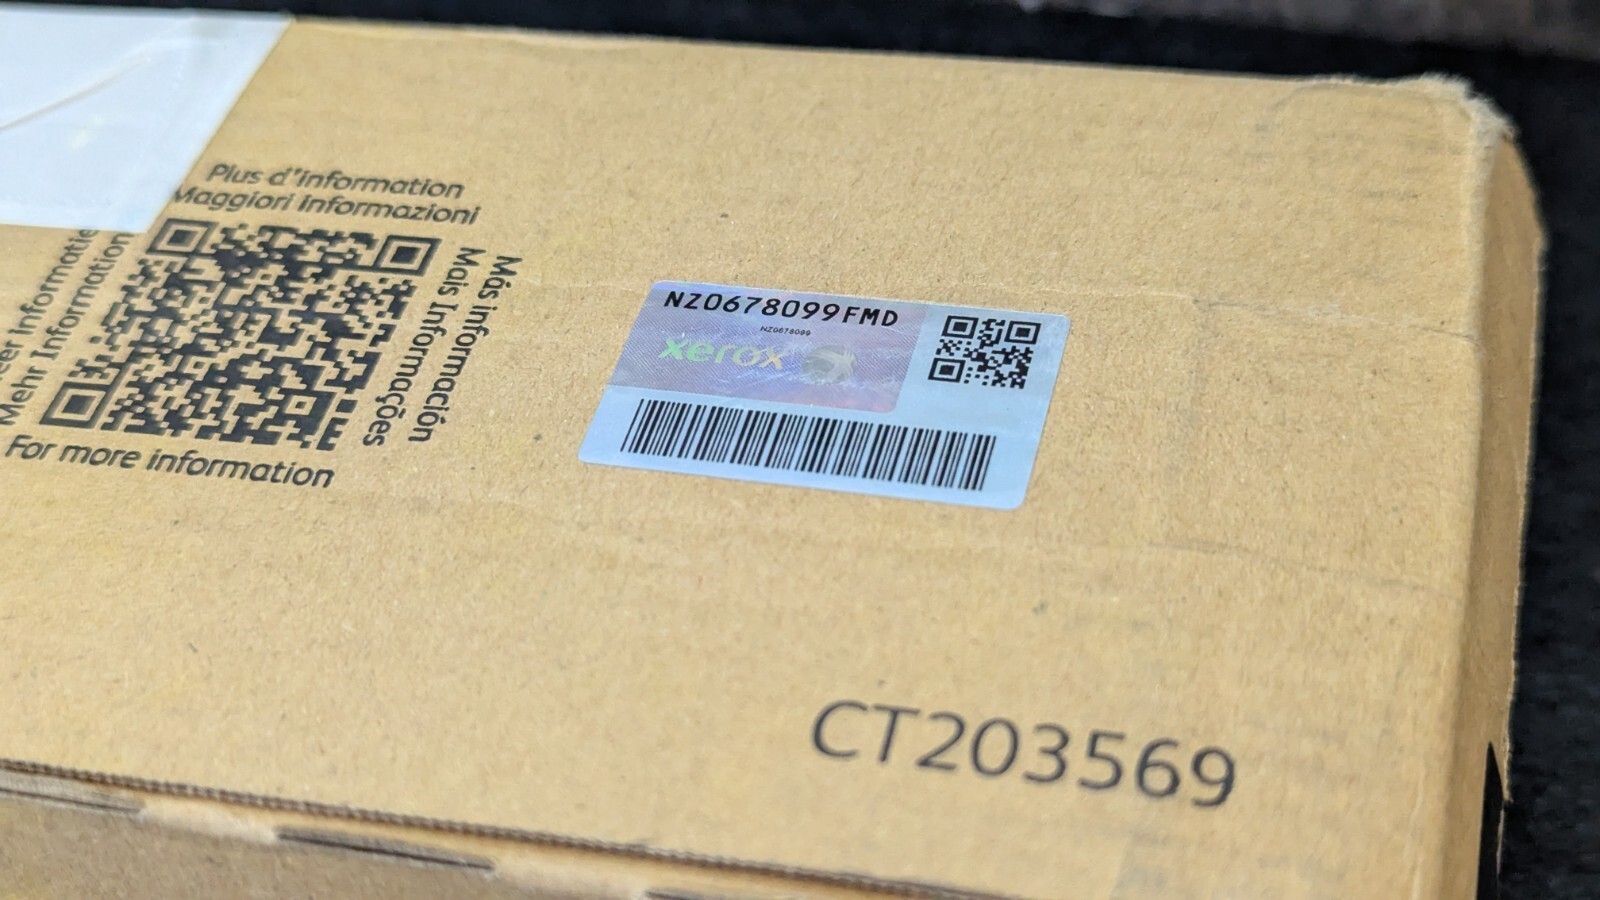 Plus d'information
Maggiori Informazioni
Más información
Mais Informações
Mehr Information
For more information
NZ0678099FMD
NZ0678099
xerox
CT203569